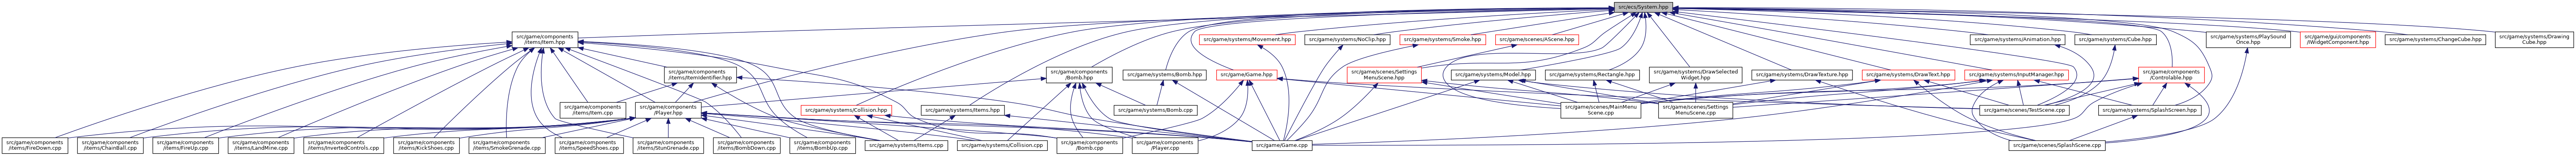 src/ecs/System.hpp
src/game/components
/items/Item.hpp
src/game/systems/Movement.hpp
src/game/systems/NoClip.hpp
src/game/systems/Smoke.hpp
src/game/scenes/AScene.hpp
src/game/systems/Animation.hpp
src/game/systems/Cube.hpp
src/game/systems/PlaySound
Once.hpp
src/game/gui/components
/WidgetComponent.hpp
src/game/systems/ChangeCube.hpp
src/game/systems/Drawing
Cube.hpp
src/game/components
/items/ItemIdentifier.hpp
src/game/components
/Bomb.hpp
src/game/systems/Bomb.hpp
src/game/Game.hpp
src/game/scenes/Settings
MenuScene.hpp
src/game/systems/Model.hpp
src/game/systems/Rectangle.hpp
src/game/systems/DrawSelected
Widget.hpp
src/game/systems/DrawTexture.hpp
src/game/systems/DrawText.hpp
src/game/systems/InputManager.hpp
src/game/components
/Controlable.hpp
src/game/components
/items/Item.cpp
src/game/components
/Player.hpp
src/game/systems/Collision.hpp
src/game/systems/Items.hpp
src/game/systems/Bomb.cpp
src/game/scenes/MainMenu
Scene.cpp
src/game/scenes/Settings
MenuScene.cpp
src/game/scenes/TestScene.cpp
src/game/systems/SplashScreen.hpp
src/game/components
/items/FireDown.cpp
src/game/components
/items/ChainBall.cpp
src/game/components
/items/FireUp.cpp
src/game/components
/items/LandMine.cpp
src/game/components
/items/InvertedControls.cpp
src/game/components
/items/KickShoes.cpp
src/game/components
/items/SmokeGrenade.cpp
src/game/components
/items/SpeedShoes.cpp
src/game/components
/items/StunGrenade.cpp
src/game/components
/items/BombDown.cpp
src/game/components
/items/BombUp.cpp
src/game/systems/Items.cpp
src/game/systems/Collision.cpp
src/game/components
/Bomb.cpp
src/game/components
/Player.cpp
src/game/Game.cpp
src/game/scenes/SplashScene.cpp